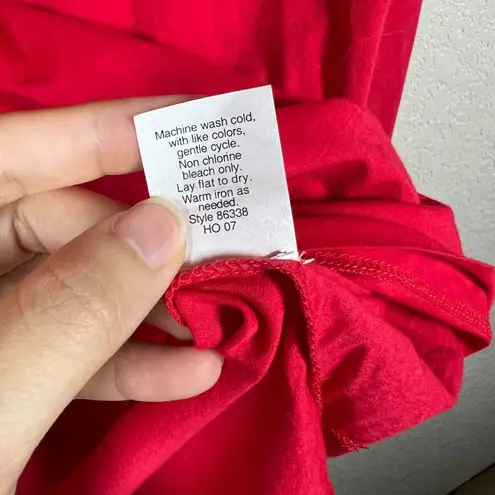 Machine wash cold,
with like colors,
gentle cycle.
Non chlorine
bleach only.
Lay flat to dry.
Warm iron as
needed.
Style 86338
HO 07